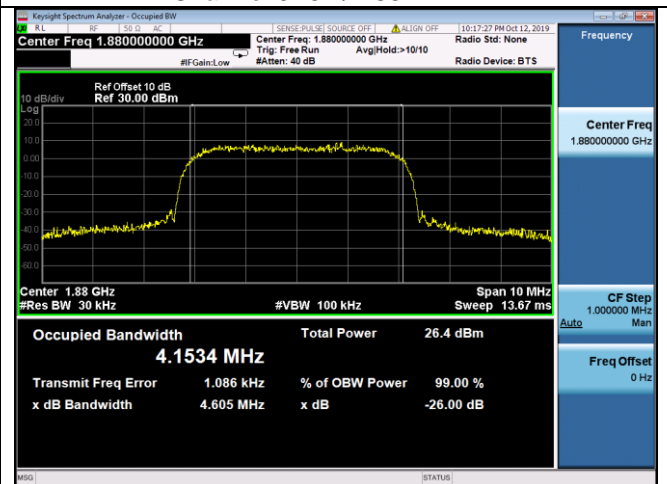 Keysight Spectrum Analyzer - Occupied BW
RL RF 50 Ω AC SENSE:PULSE SOURCE OFF ALIGN OFF 10:17:27 PM Oct 12, 2019
Center Freq 1.880000000 GHz
Center Freq: 1.880000000 GHz Radio Std: None
Trig: Free Run Avg|Hold:>10/10
#IFGain:Low #Atten: 40 dB Radio Device: BTS
Frequency
Ref Offset 10 dB
10 dB/div Ref 30.00 dBm
Log
20.0
10.0
0.00
-10.0
-20.0
-30.0
-40.0
-50.0
-60.0
Center 1.88 GHz Span 10 MHz
#Res BW 30 kHz #VBW 100 kHz Sweep 13.67 ms
Center Freq
1.880000000 GHz
CF Step
1.000000 MHz
Auto Man
Freq Offset
0 Hz
Occupied Bandwidth Total Power 26.4 dBm
4.1534 MHz
Transmit Freq Error 1.086 kHz % of OBW Power 99.00 %
x dB Bandwidth 4.605 MHz x dB -26.00 dB
MSG STATUS